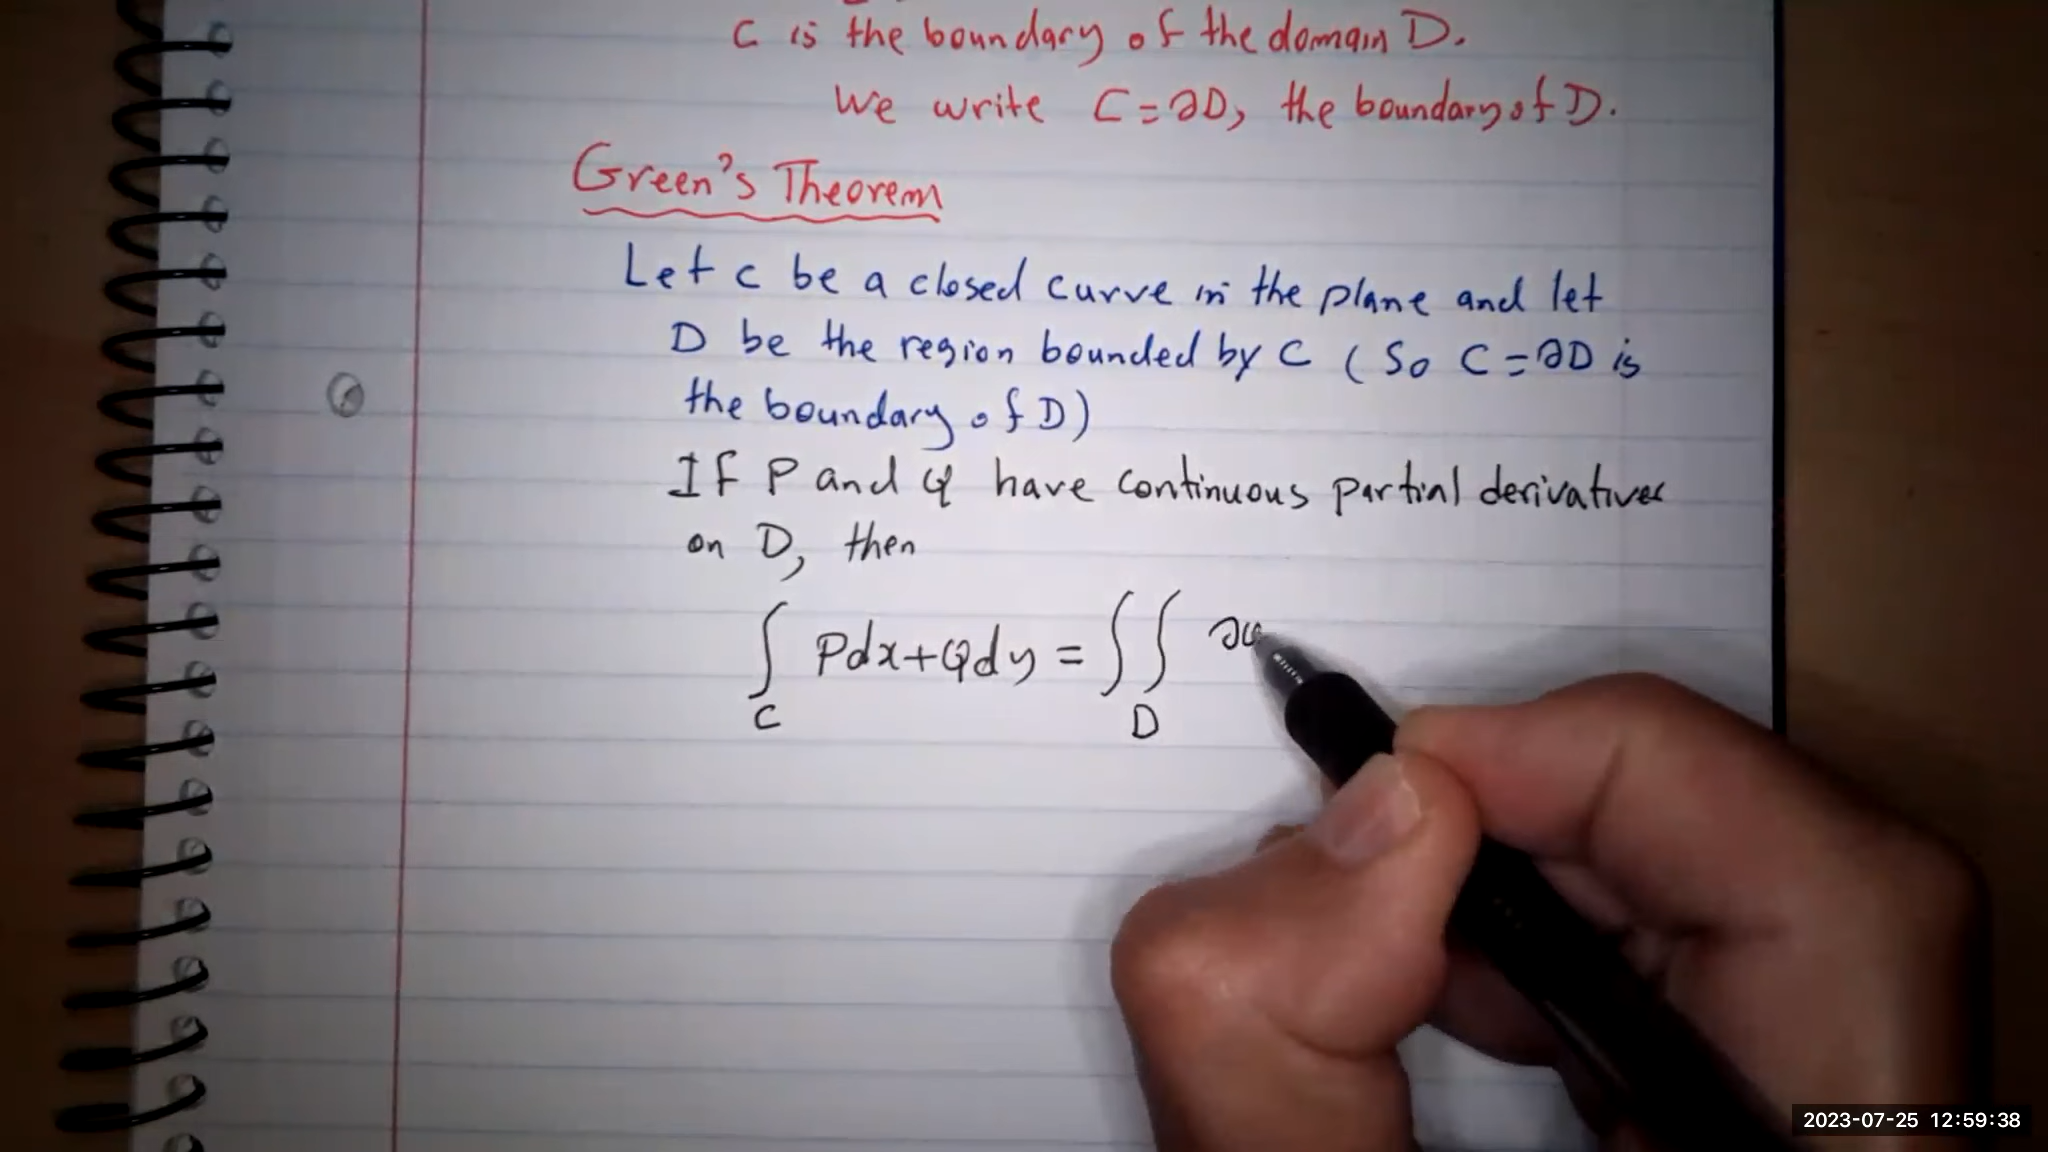 C is the boundary of the domain D.
We write C = ∂D, the boundary of D.
Green's Theorem
Let C be a closed curve in the plane and let
D be the region bounded by C (So C = ∂D is
the boundary of D)
If P and Q have continuous partial derivatives
on D, then
∫_C Pdx+Qdy = ∬_D ∂Q
2023-07-25 12:59:38